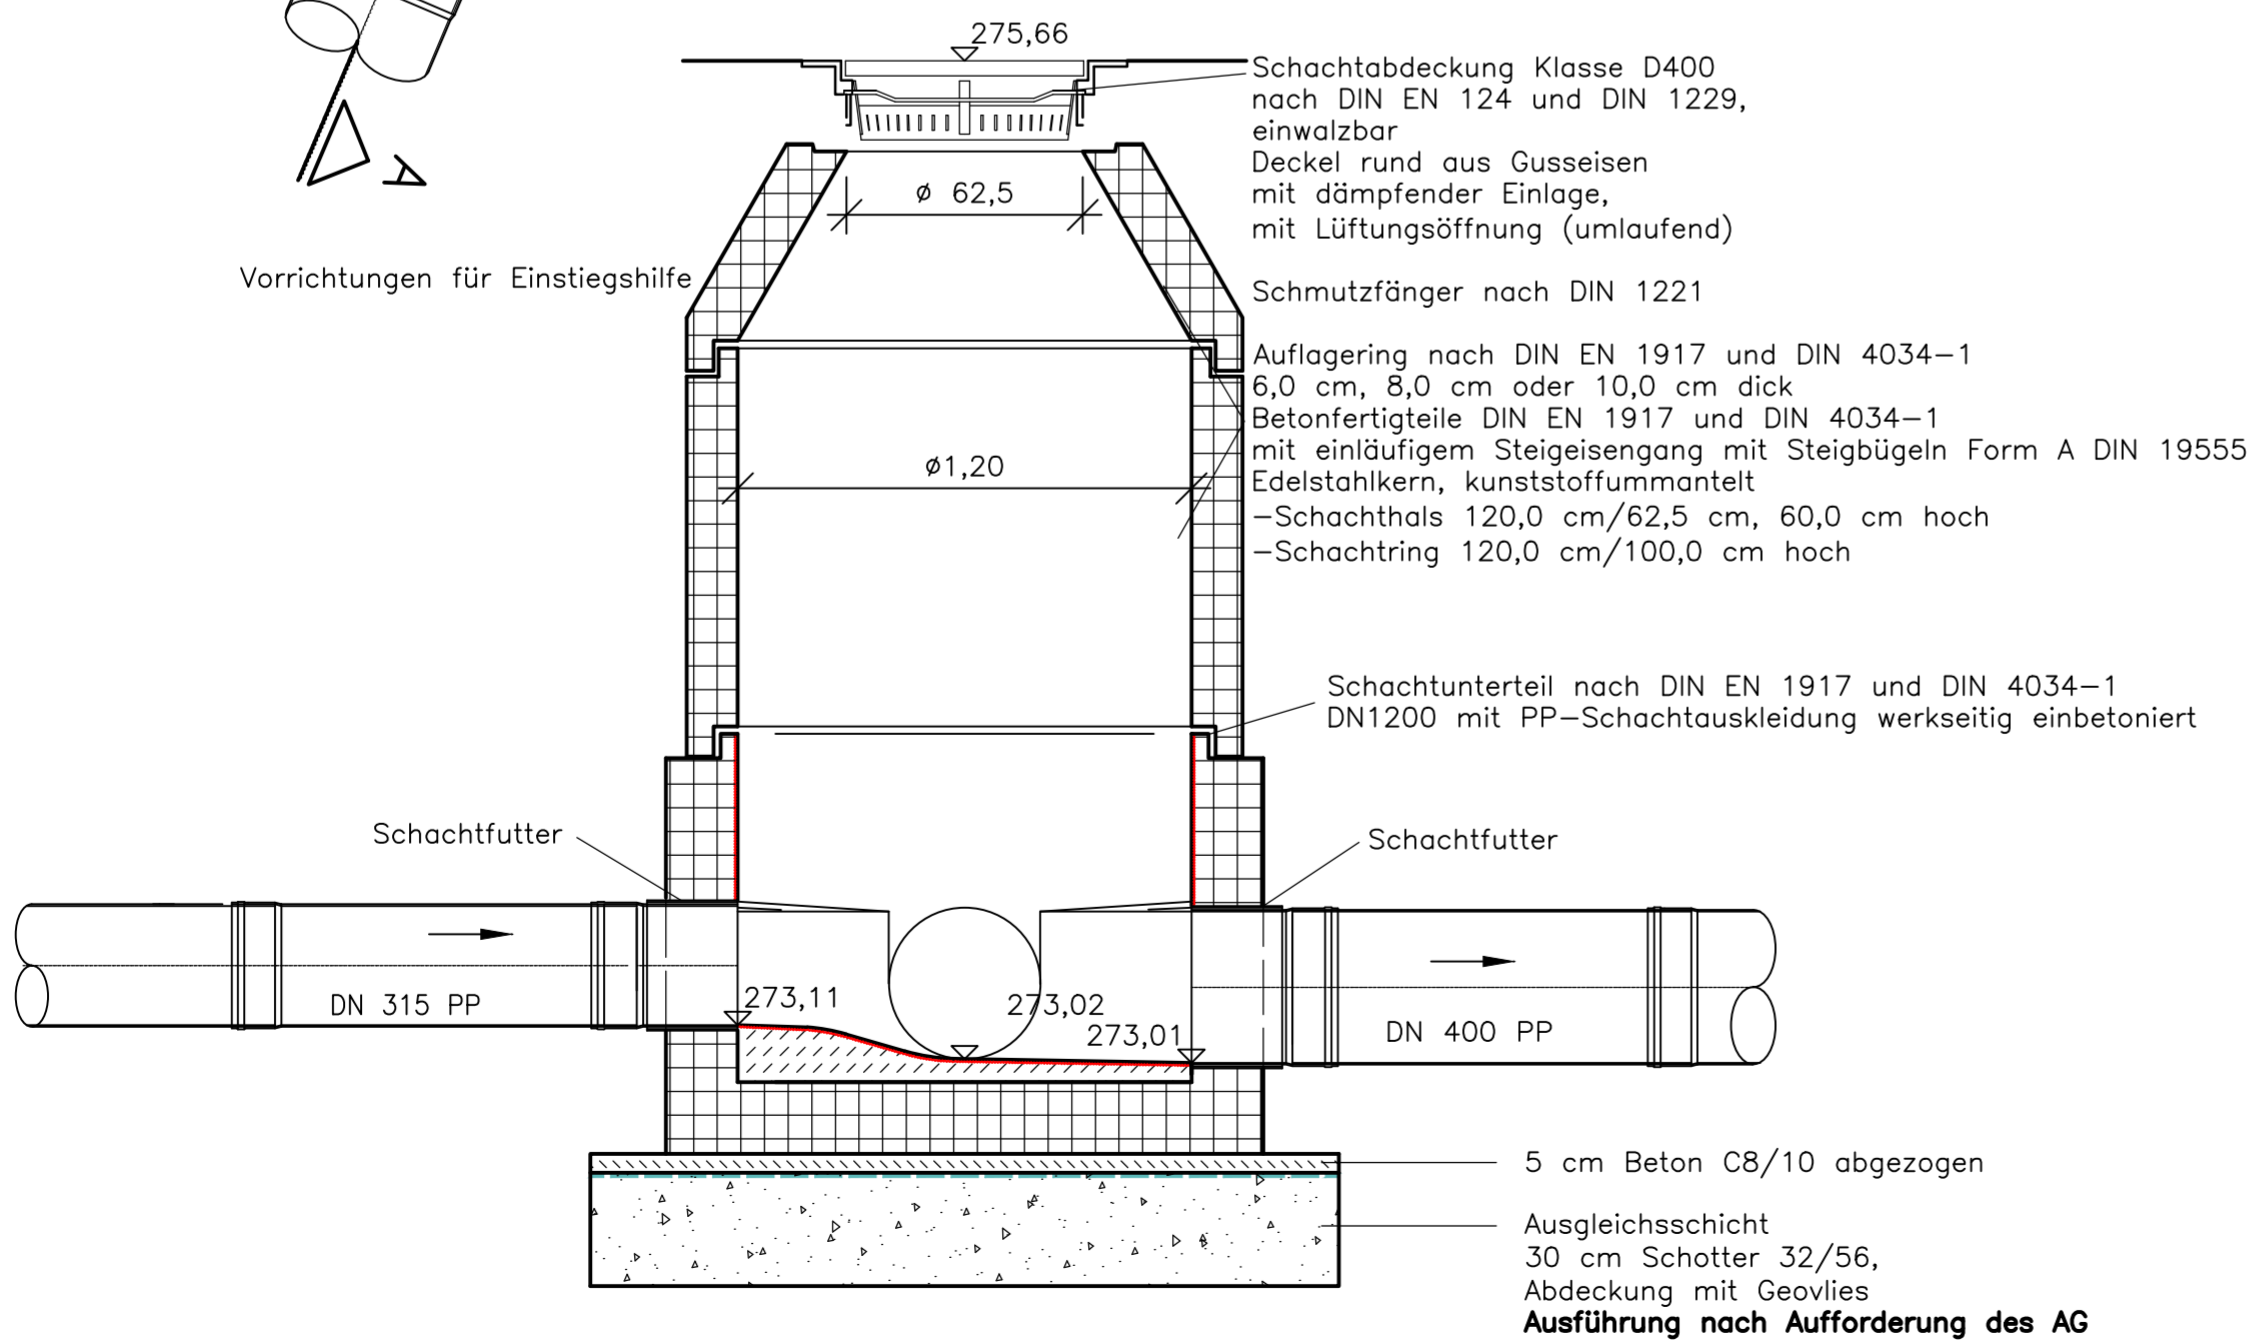 275,66
Schachtabdeckung Klasse D400
nach DIN EN 124 und DIN 1229,
einwalzbar
Deckel rund aus Gusseisen
mit dämpfender Einlage,
mit Lüftungsöffnung (umlaufend)
A
ø 62,5
Vorrichtungen für Einstiegshilfe
Schmutzfänger nach DIN 1221
Auflagering nach DIN EN 1917 und DIN 4034-1
6,0 cm, 8,0 cm oder 10,0 cm dick
Betonfertigteile DIN EN 1917 und DIN 4034-1
mit einläufigem Steigeisengang mit Steigbügeln Form A DIN 19555
Edelstahlkern, kunststoffummantelt
-Schachthals 120,0 cm/62,5 cm, 60,0 cm hoch
-Schachtring 120,0 cm/100,0 cm hoch
ø1,20
Schachtunterteil nach DIN EN 1917 und DIN 4034-1
DN1200 mit PP-Schachtauskleidung werkseitig einbetoniert
Schachtfutter
Schachtfutter
DN 315 PP
273,11
273,02
273,01
DN 400 PP
5 cm Beton C8/10 abgezogen
Ausgleichsschicht
30 cm Schotter 32/56,
Abdeckung mit Geovlies
Ausführung nach Aufforderung des AG